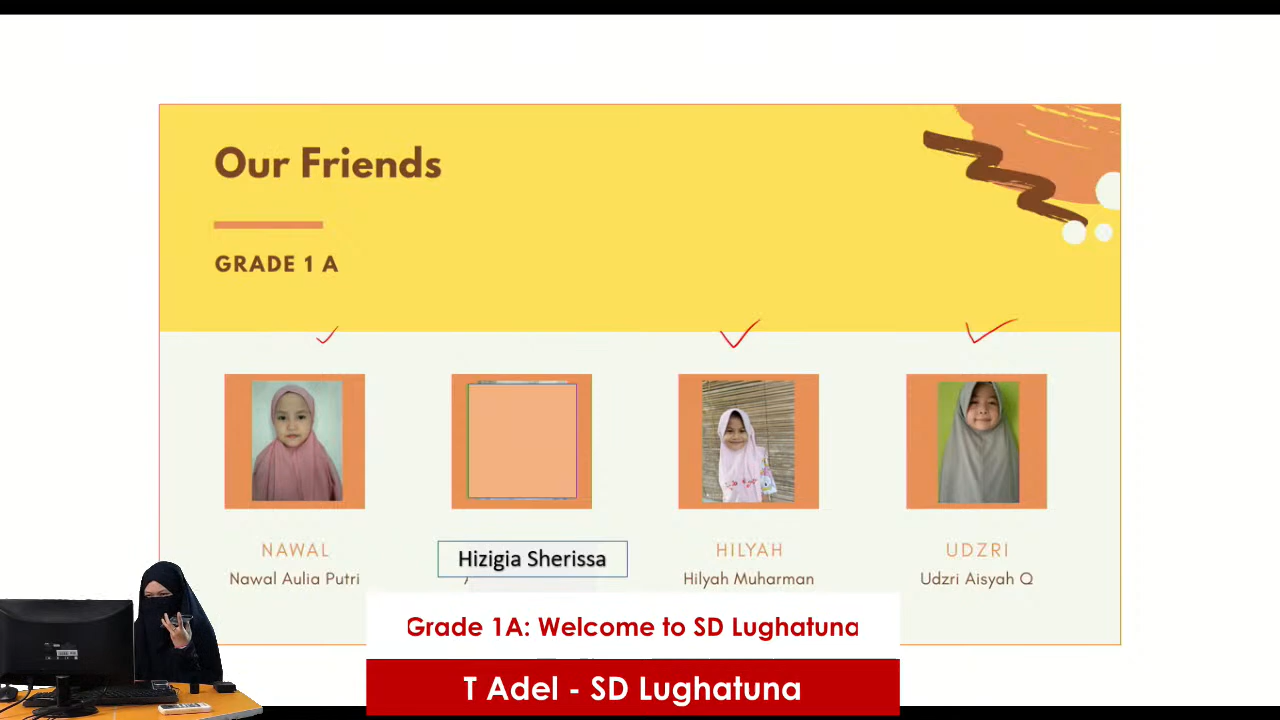 Our Friends
GRADE 1 A
NAWAL
Nawal Aulia Putri
Hizigia Sherissa
HILYAH
Hilyah Muharman
UDZRI
Udzri Aisyah Q
Grade 1A: Welcome to SD Lughatuna
T Adel - SD Lughatuna